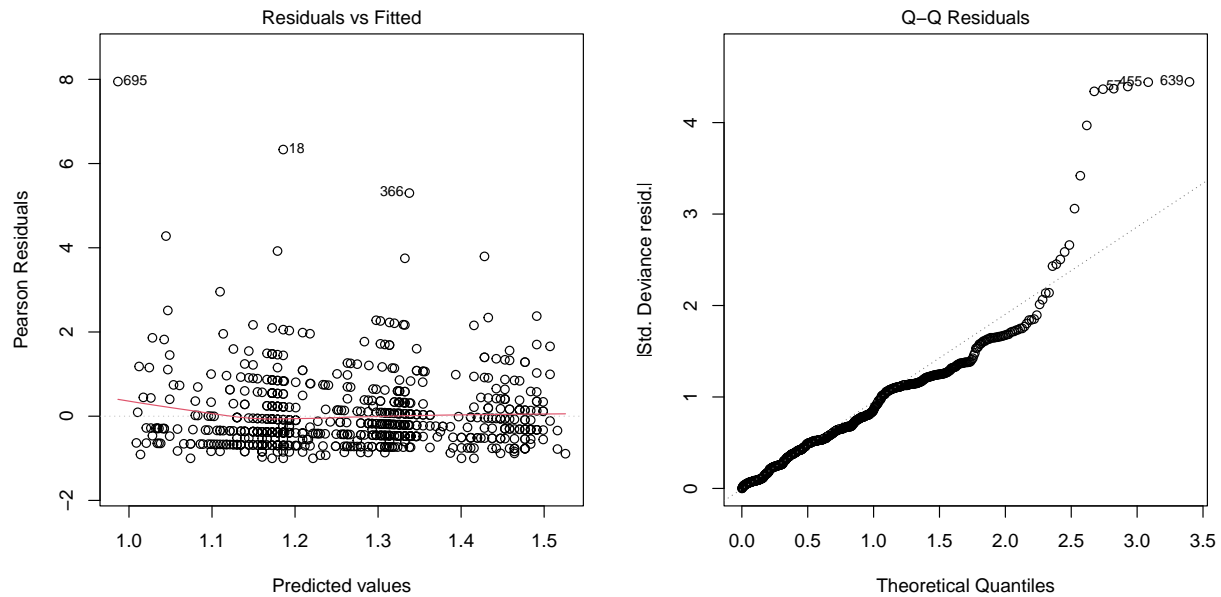 Residuals vs Fitted
Pearson Residuals
8
6
4
2
0
−2
695
18
366
1.0 1.1 1.2 1.3 1.4 1.5
Predicted values
Q−Q Residuals
|Std. Deviance resid.|
4
3
2
1
0
455
639
0.0 0.5 1.0 1.5 2.0 2.5 3.0 3.5
Theoretical Quantiles